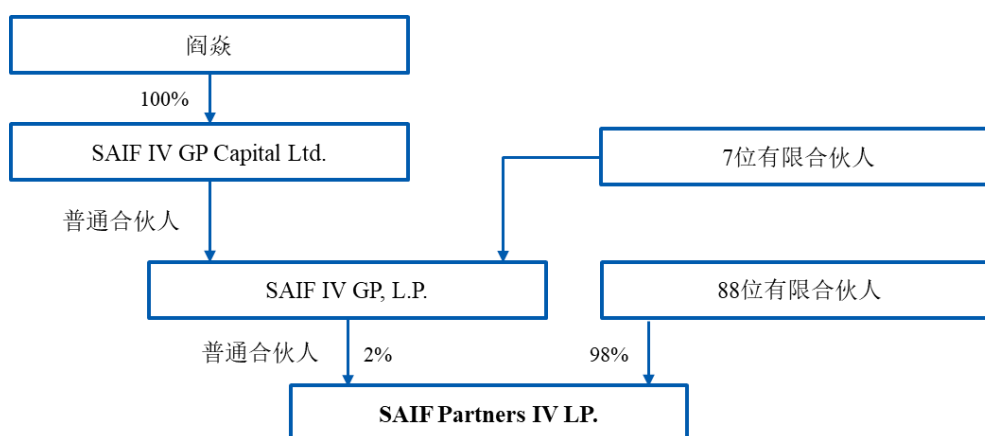 阎焱
100%
SAIF IV GP Capital Ltd.
7位有限合伙人
普通合伙人
SAIF IV GP, L.P.
88位有限合伙人
普通合伙人
2%
98%
SAIF Partners IV LP.